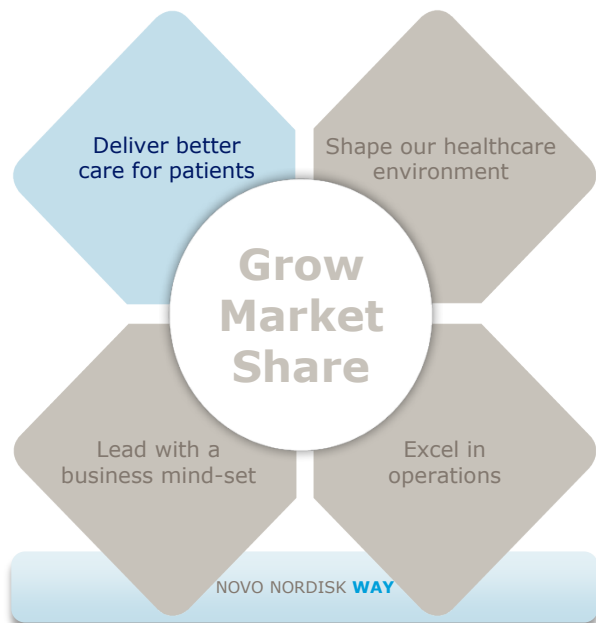 Deliver better
care for patients
Shape our healthcare
environment
Grow
Market
Share
Lead with a
business mind-set
Excel in
operations
NOVO NORDISK WAY